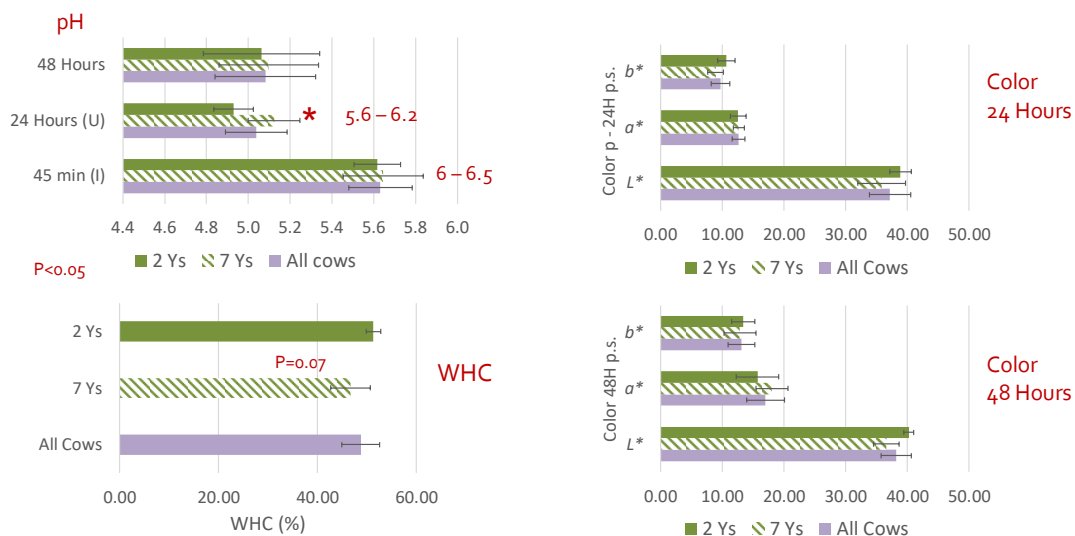 pH
48 Hours
24 Hours (U)
*
5.6 – 6.2
45 min (I)
6 – 6.5
4.4 4.6 4.8 5.0 5.2 5.4 5.6 5.8 6.0
2 Ys 7 Ys All Cows
P<0.05
2 Ys
7 Ys
P=0.07
All Cows
WHC
0.00 20.00 40.00 60.00
WHC (%)
Color p - 24H p.s.
b*
a*
L*
0.00 10.00 20.00 30.00 40.00 50.00
2 Ys 7 Ys All Cows
Color
24 Hours
Color 48H p.s.
b*
a*
L*
0.00 10.00 20.00 30.00 40.00 50.00
2 Ys 7 Ys All Cows
Color
48 Hours